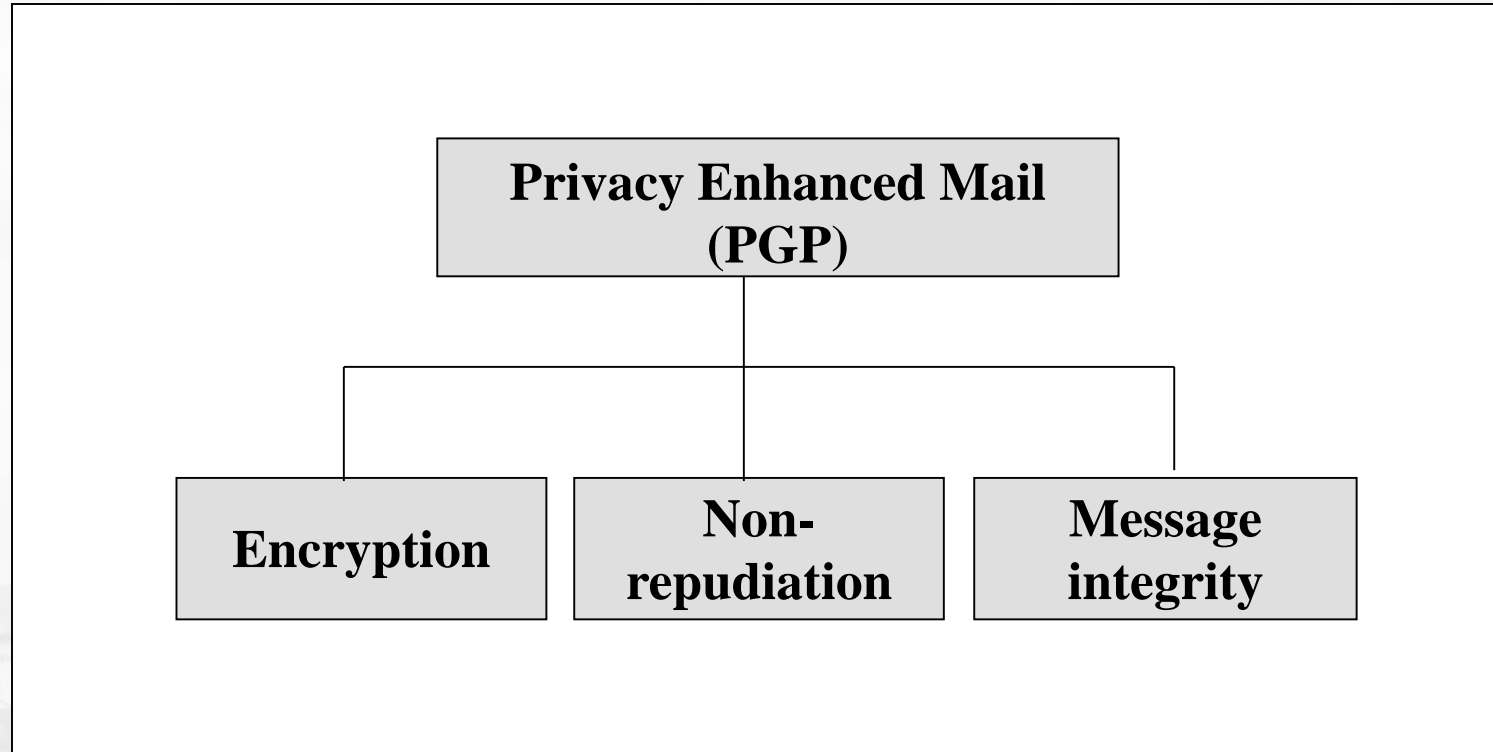 Privacy Enhanced Mail
(PGP)
Encryption
Non-
repudiation
Message
integrity